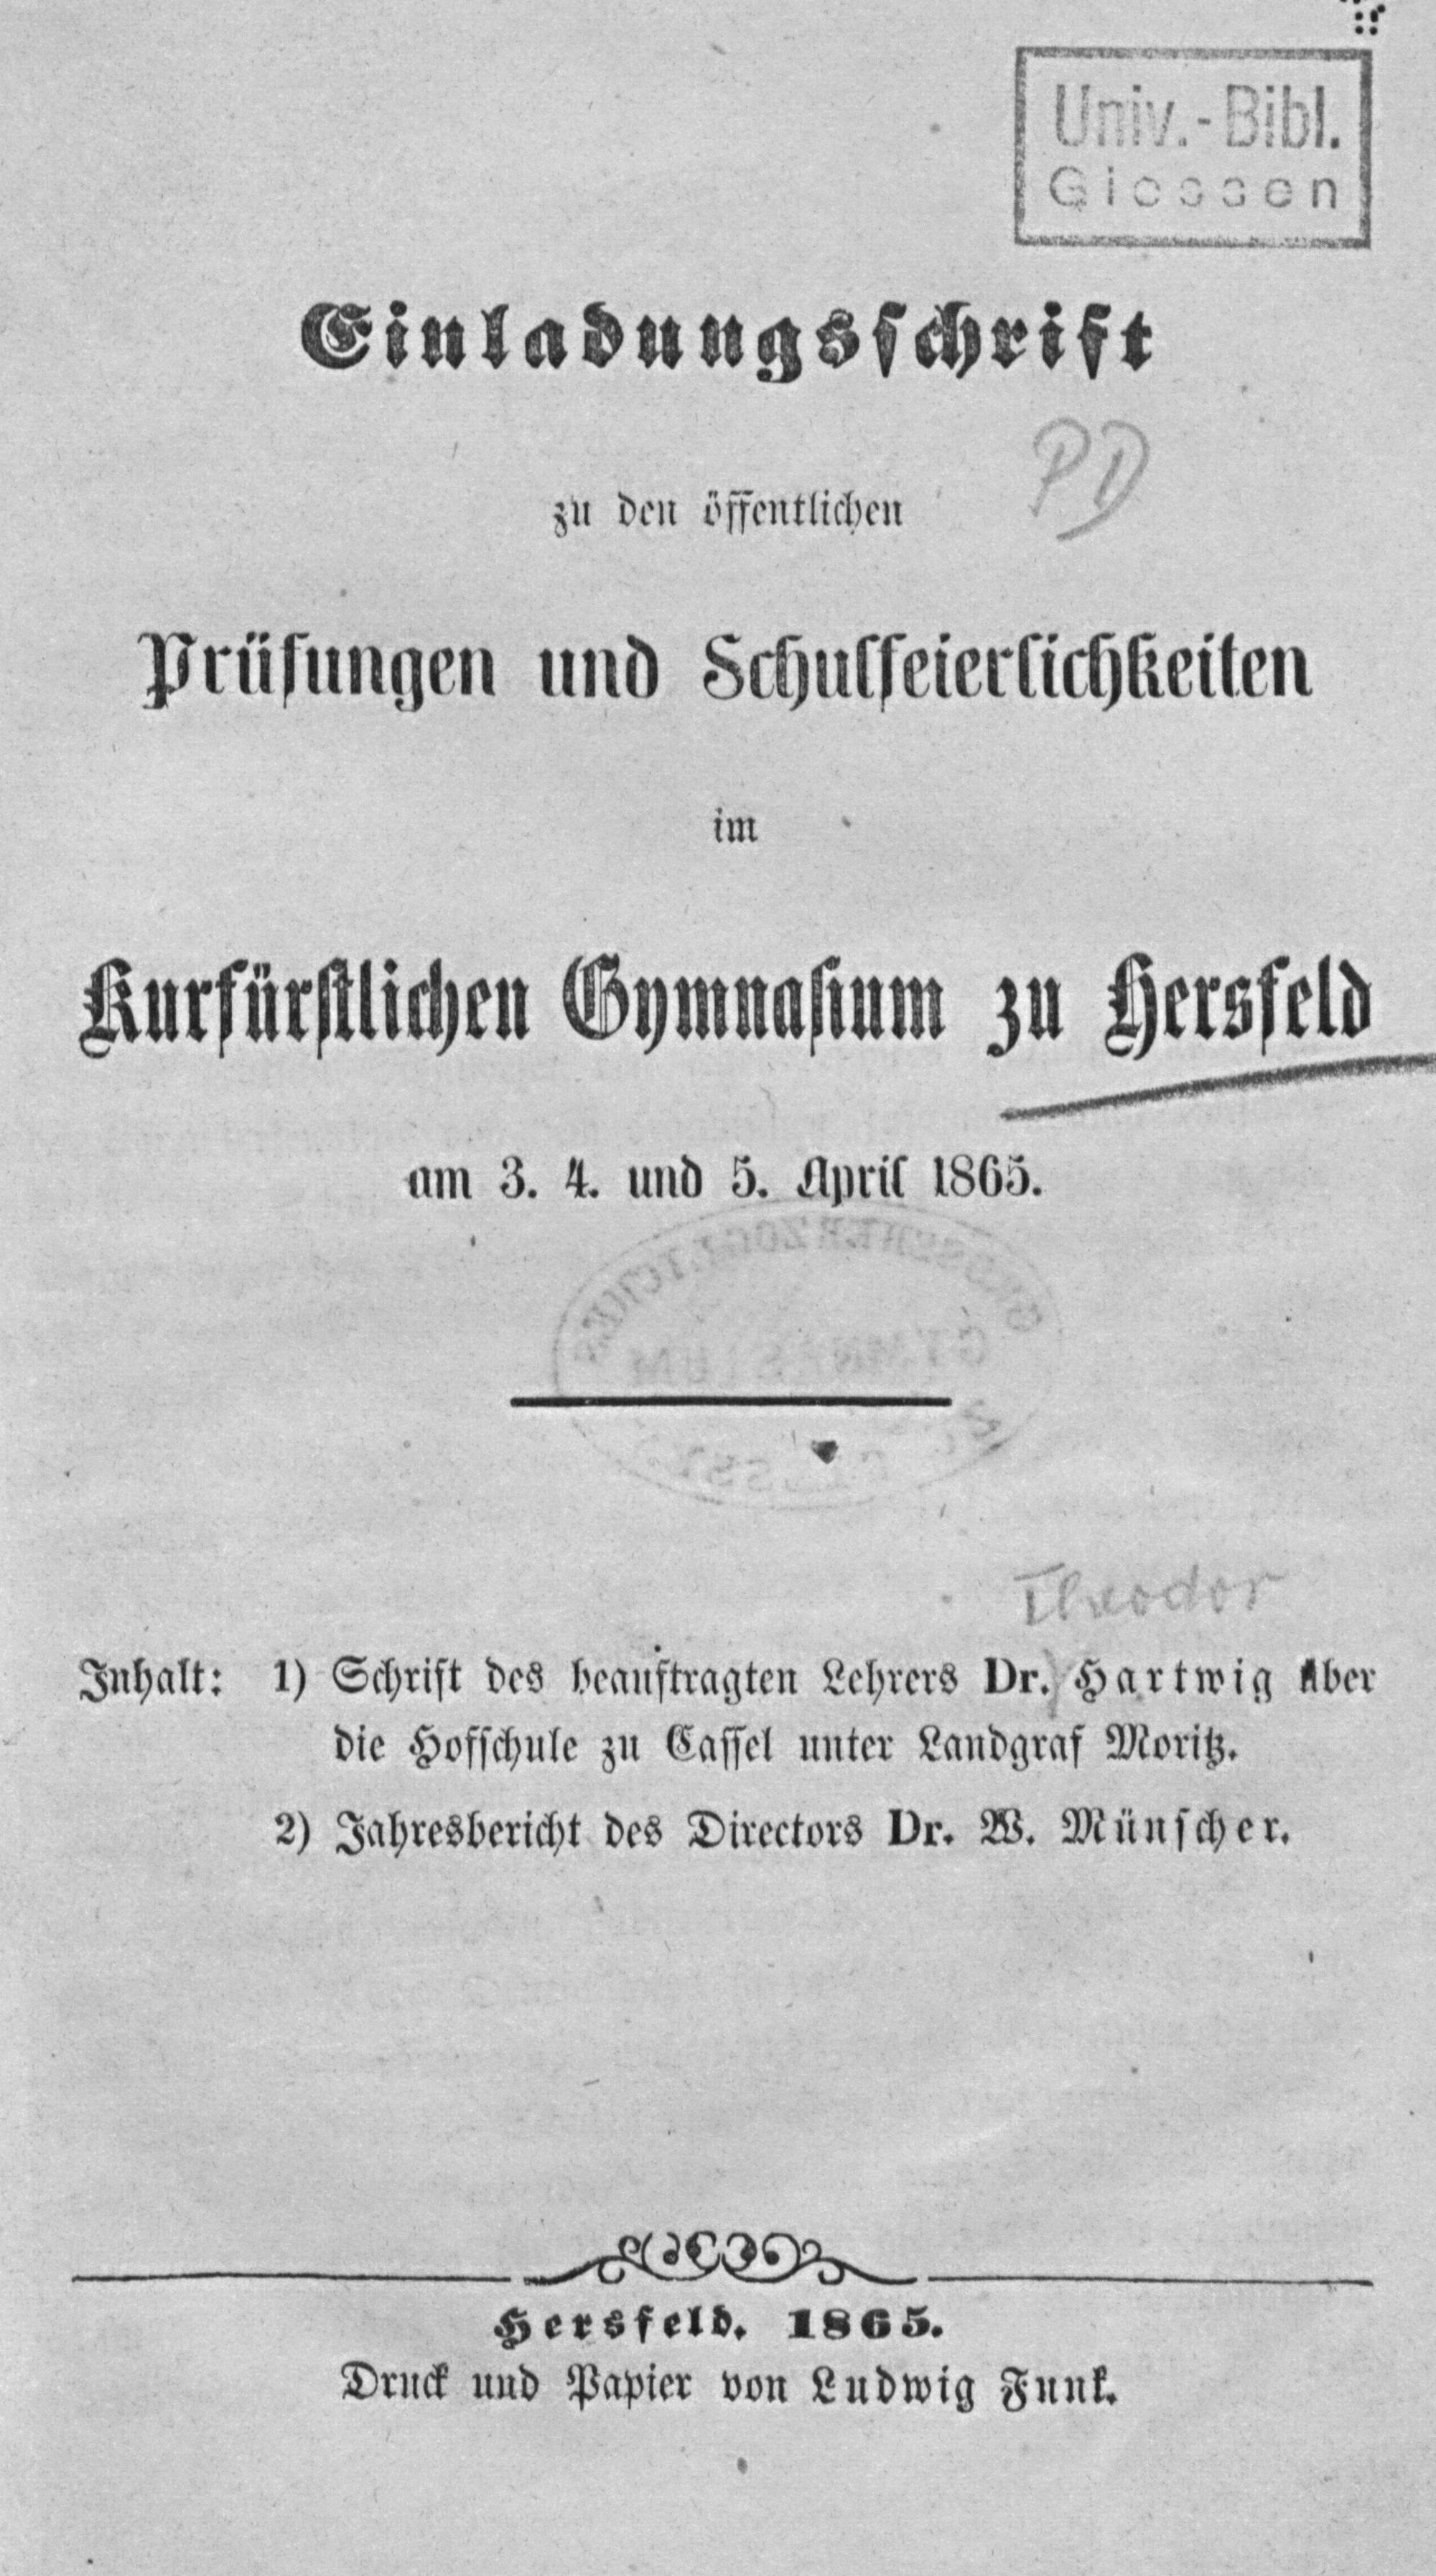 Univ.-Bibl.
Giessen
Einladungsschrift
PD
zu den öffentlichen
Prüfungen und Schulfeierlichkeiten
im
Kurfürstlichen Gymnasium zu Hersfeld
am 3. 4. und 5. April 1865.
GYMNASIUM
Theodor
Inhalt: 1) Schrift des beauftragten Lehrers Dr. Hartwig über
die Hofschule zu Cassel unter Landgraf Moritz.
2) Jahresbericht des Directors Dr. W. Münscher.
Hersfeld. 1865.
Druck und Papier von Ludwig Funk.